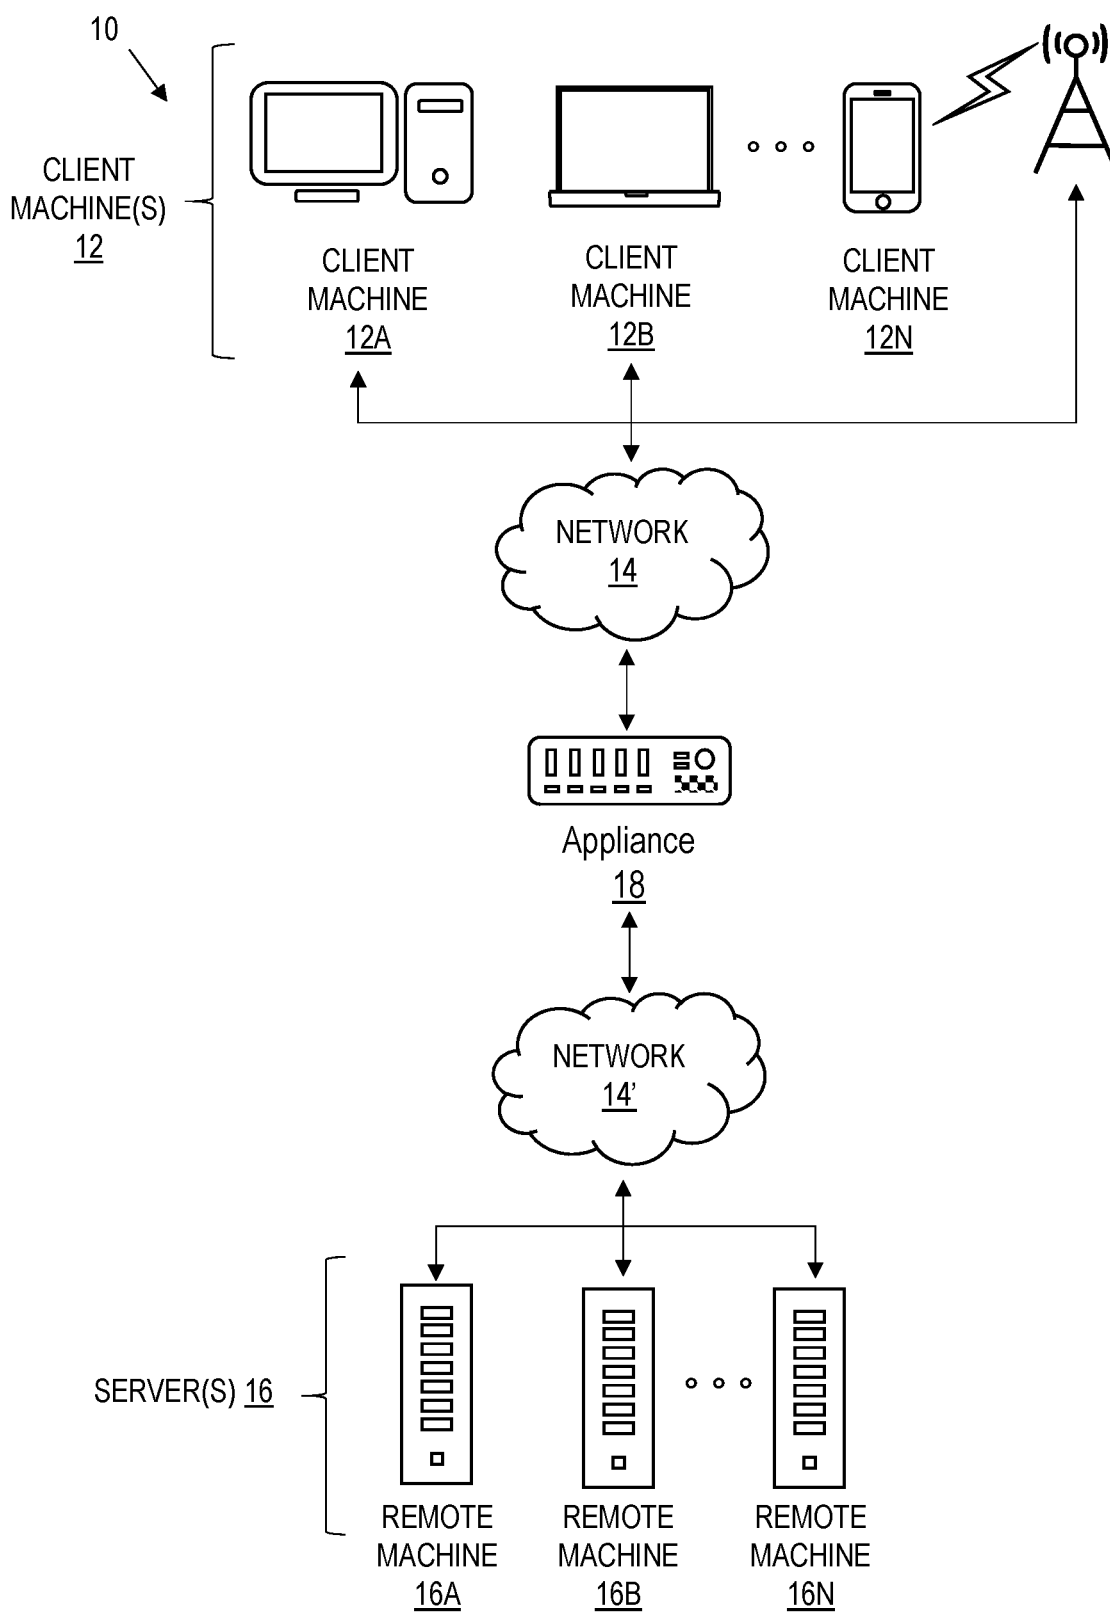 10
CLIENT
MACHINE(S)
12
CLIENT
MACHINE
12A
CLIENT
MACHINE
12B
CLIENT
MACHINE
12N
NETWORK
14
Appliance
18
NETWORK
14’
SERVER(S) 16
REMOTE
MACHINE
16A
REMOTE
MACHINE
16B
REMOTE
MACHINE
16N